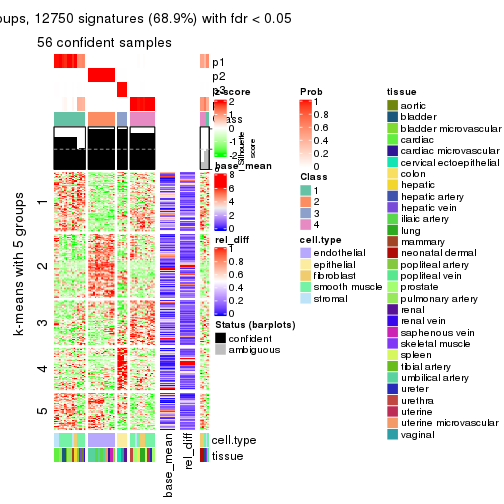 oups, 12750 signatures (68.9%) with fdr < 0.05
56 confident samples
p1
p2
p3
p4
Class
1
0.5
0
Silhouette
score
k-means with 5 groups
1
2
3
4
5
cell.type
tissue
base_mean
rel_diff
z-score
2
1
0
-1
-2
base_mean
8
6
4
2
0
rel_diff
1
0.8
0.6
0.4
0.2
0
Status (barplots)
confident
ambiguous
Prob
1
0.8
0.6
0.4
0.2
0
Class
1
2
3
4
cell.type
endothelial
epithelial
fibroblast
smooth muscle
stromal
tissue
aortic
bladder
bladder microvascular
cardiac
cardiac microvascular
cervical ectoepithelial
colon
hepatic
hepatic artery
hepatic vein
iliac artery
lung
mammary
neonatal dermal
popliteal artery
popliteal vein
prostate
pulmonary artery
renal
renal vein
saphenous vein
skeletal muscle
spleen
tibial artery
umbilical artery
ureter
urethra
uterine
uterine microvascular
vaginal